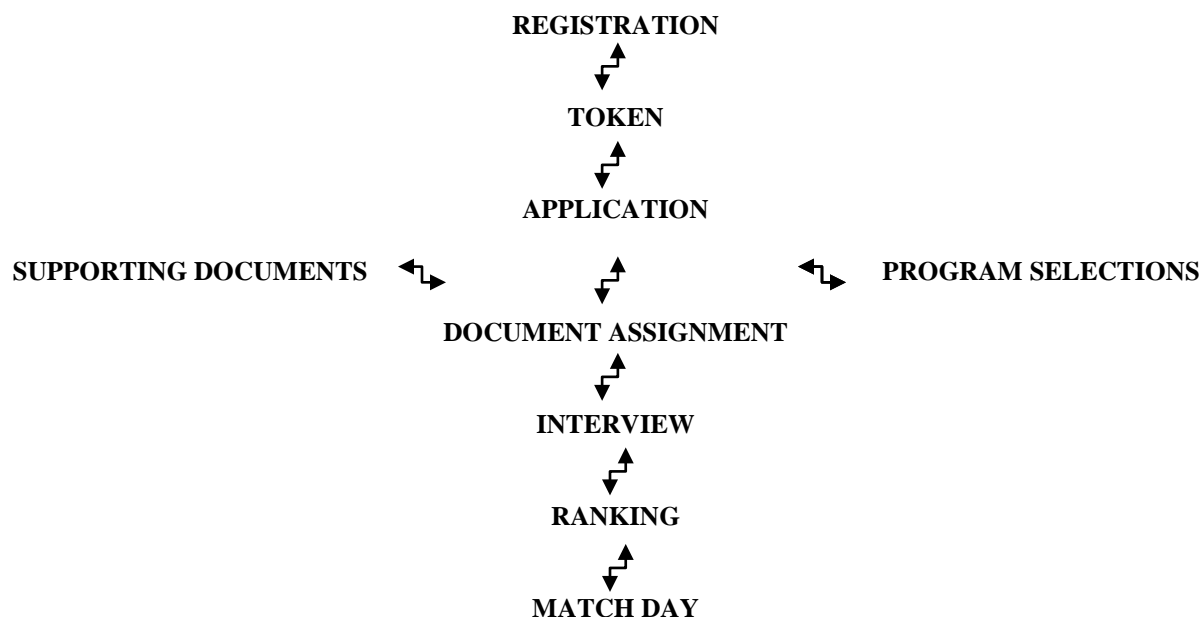 REGISTRATION
TOKEN
APPLICATION
SUPPORTING DOCUMENTS
PROGRAM SELECTIONS
DOCUMENT ASSIGNMENT
INTERVIEW
RANKING
MATCH DAY